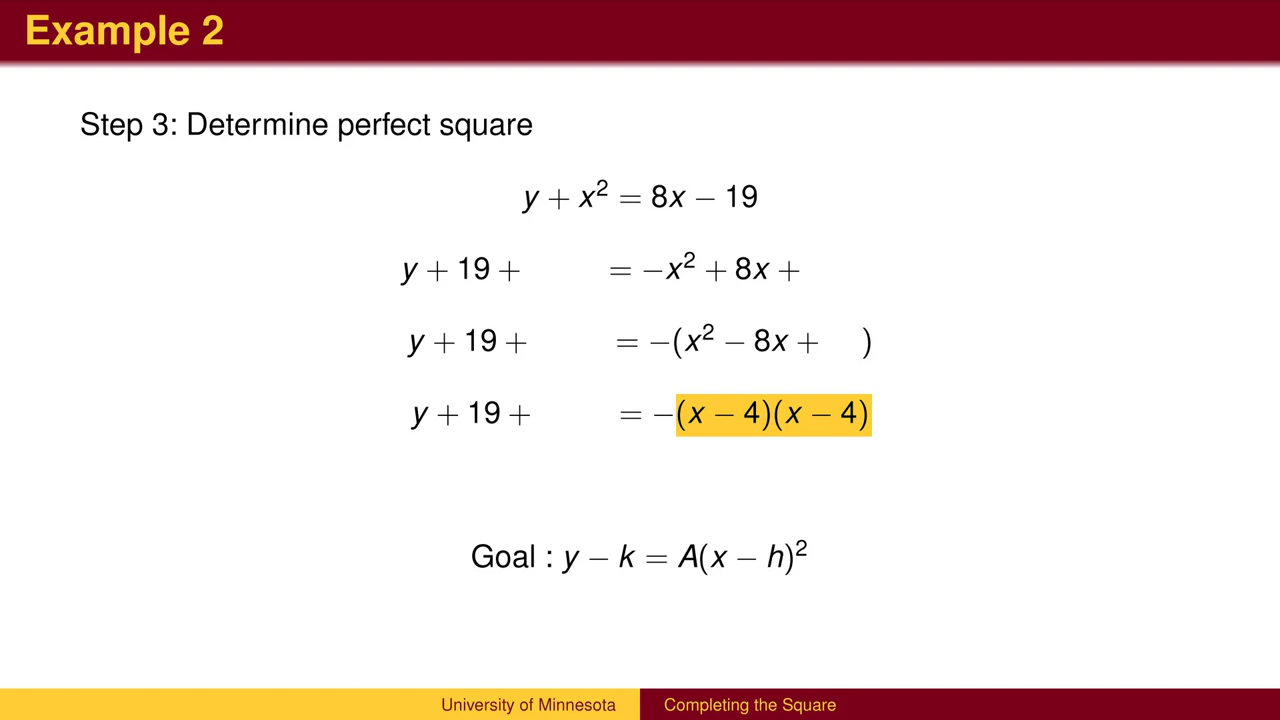 Example 2
Step 3: Determine perfect square
y + x² = 8x − 19
y + 19 + = −x² + 8x +
y + 19 + = −(x² − 8x + )
y + 19 + = −(x − 4)(x − 4)
Goal : y − k = A(x − h)²
University of Minnesota Completing the Square